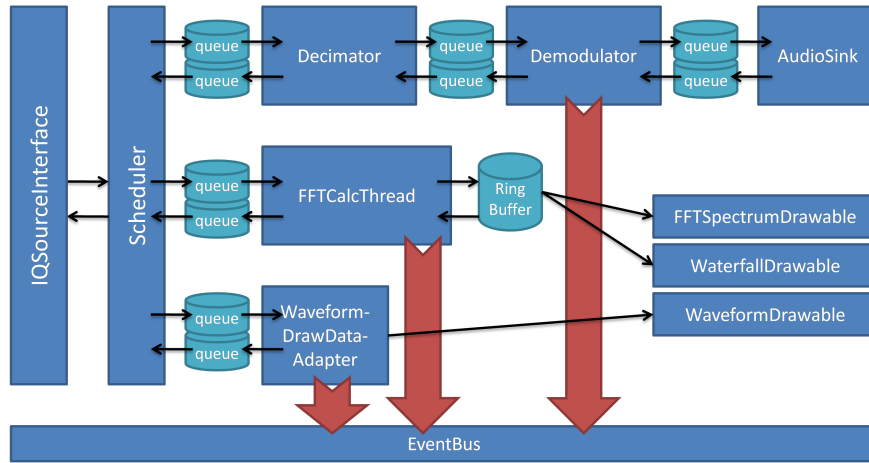 IQSourceInterface
Scheduler
queue
queue
Decimator
queue
queue
Demodulator
queue
queue
AudioSink
queue
queue
FFTCalcThread
Ring
Buffer
FFTSpectrumDrawable
WaterfallDrawable
queue
queue
Waveform-
DrawData-
Adapter
WaveformDrawable
EventBus